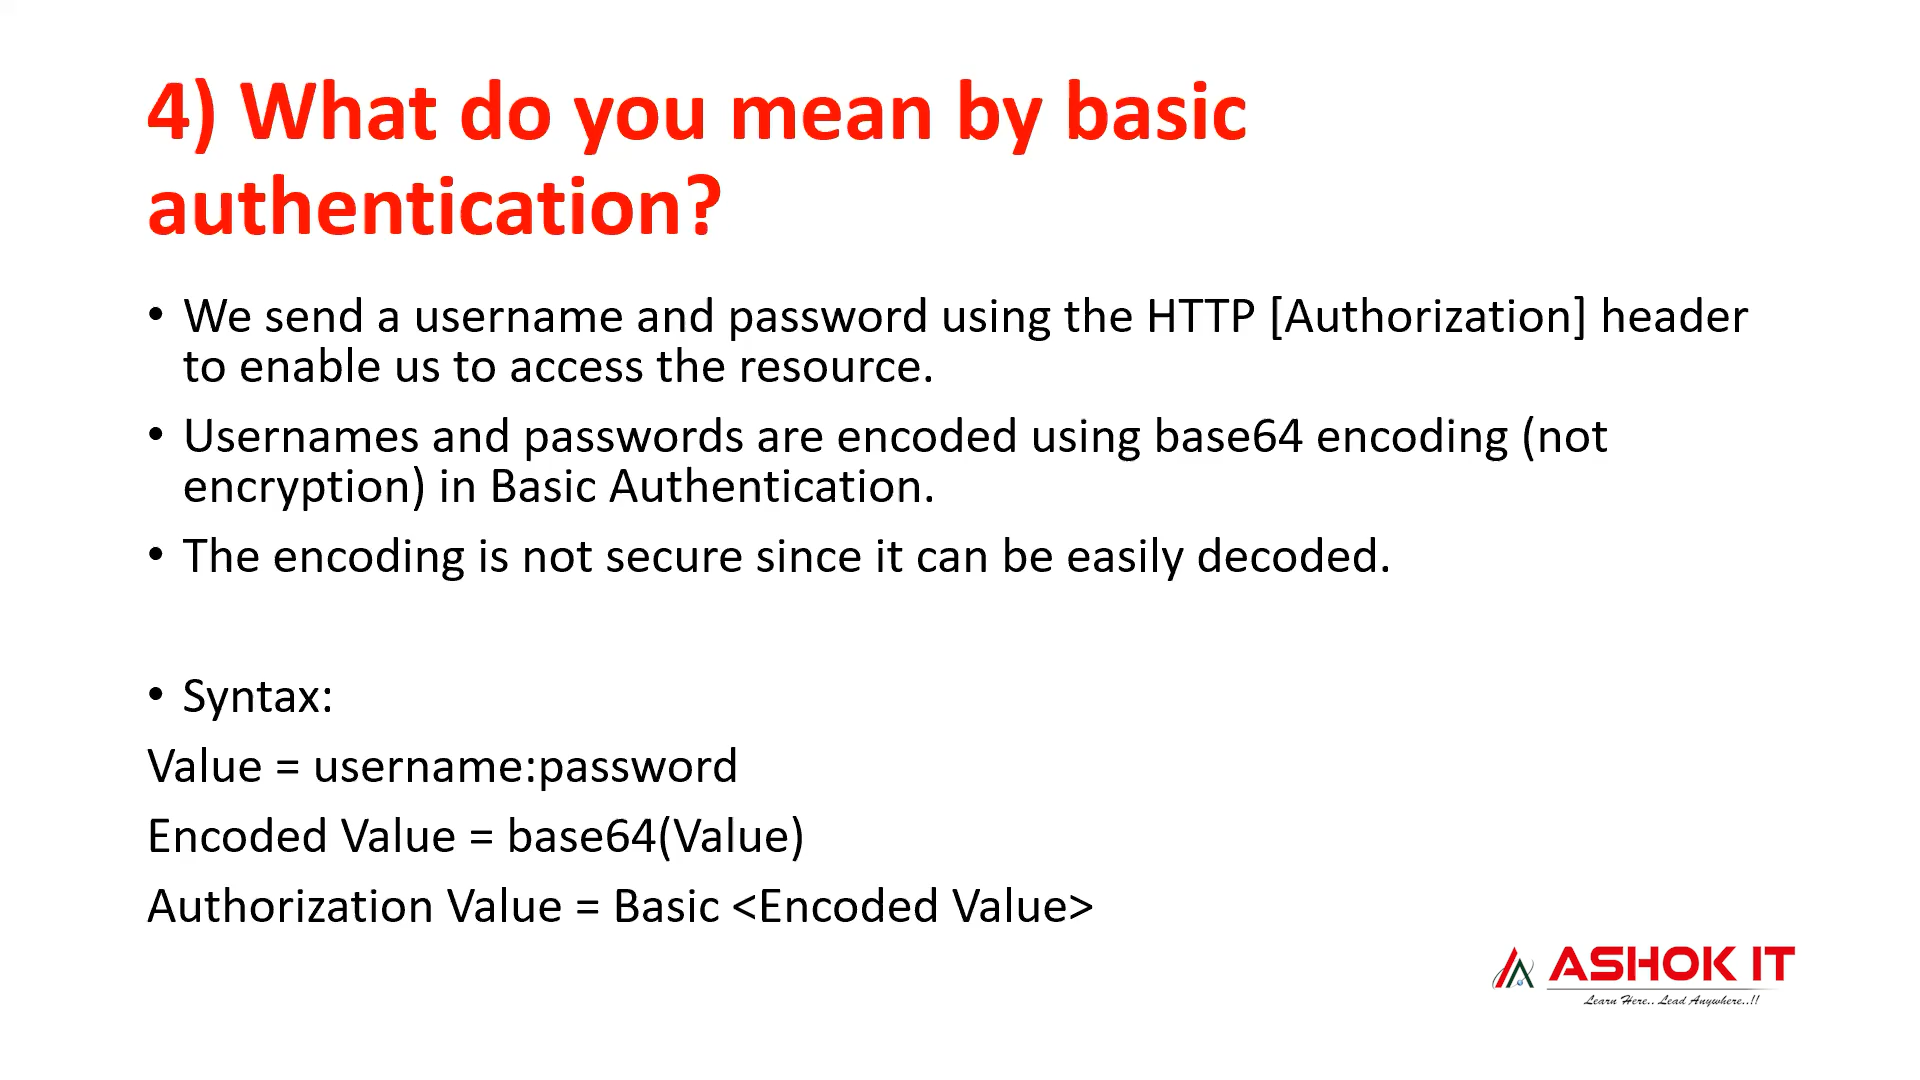 4) What do you mean by basic
authentication?
• We send a username and password using the HTTP [Authorization] header
to enable us to access the resource.
• Usernames and passwords are encoded using base64 encoding (not
encryption) in Basic Authentication.
• The encoding is not secure since it can be easily decoded.
• Syntax:
Value = username:password
Encoded Value = base64(Value)
Authorization Value = Basic <Encoded Value>
ASHOK IT
Learn Here.. Lead Anywhere..!!